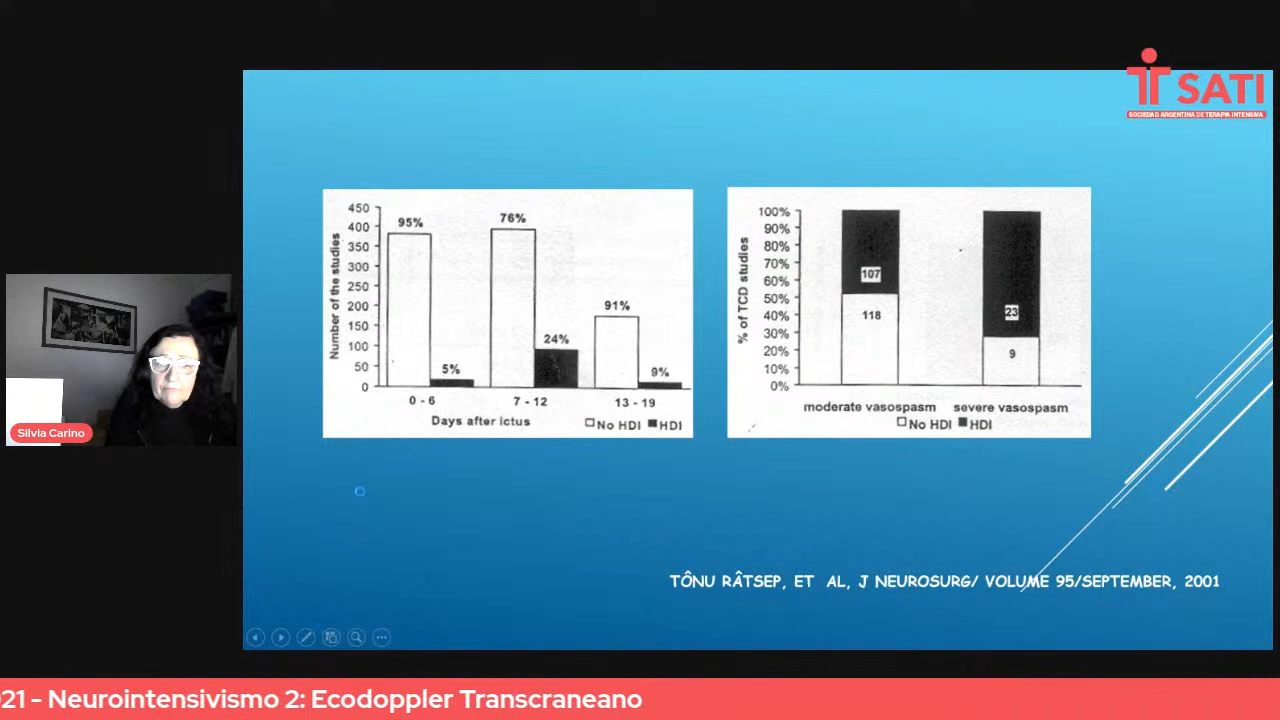 SATI
SOCIEDAD ARGENTINA DE TERAPIA INTENSIVA
Number of the studies
450
400
350
300
250
200
150
100
50
0
95%
5%
76%
24%
91%
9%
0 - 6
7 - 12
13 - 19
Days after ictus
No HDI
HDI
% of TCD studies
100%
90%
80%
70%
60%
50%
40%
30%
20%
10%
0%
107
118
23
9
moderate vasospasm
severe vasospasm
No HDI
HDI
Silvia Carino
TÔNU RÂTSEP, ET AL, J NEUROSURG/ VOLUME 95/SEPTEMBER, 2001
21 - Neurointensivismo 2: Ecodoppler Transcraneano